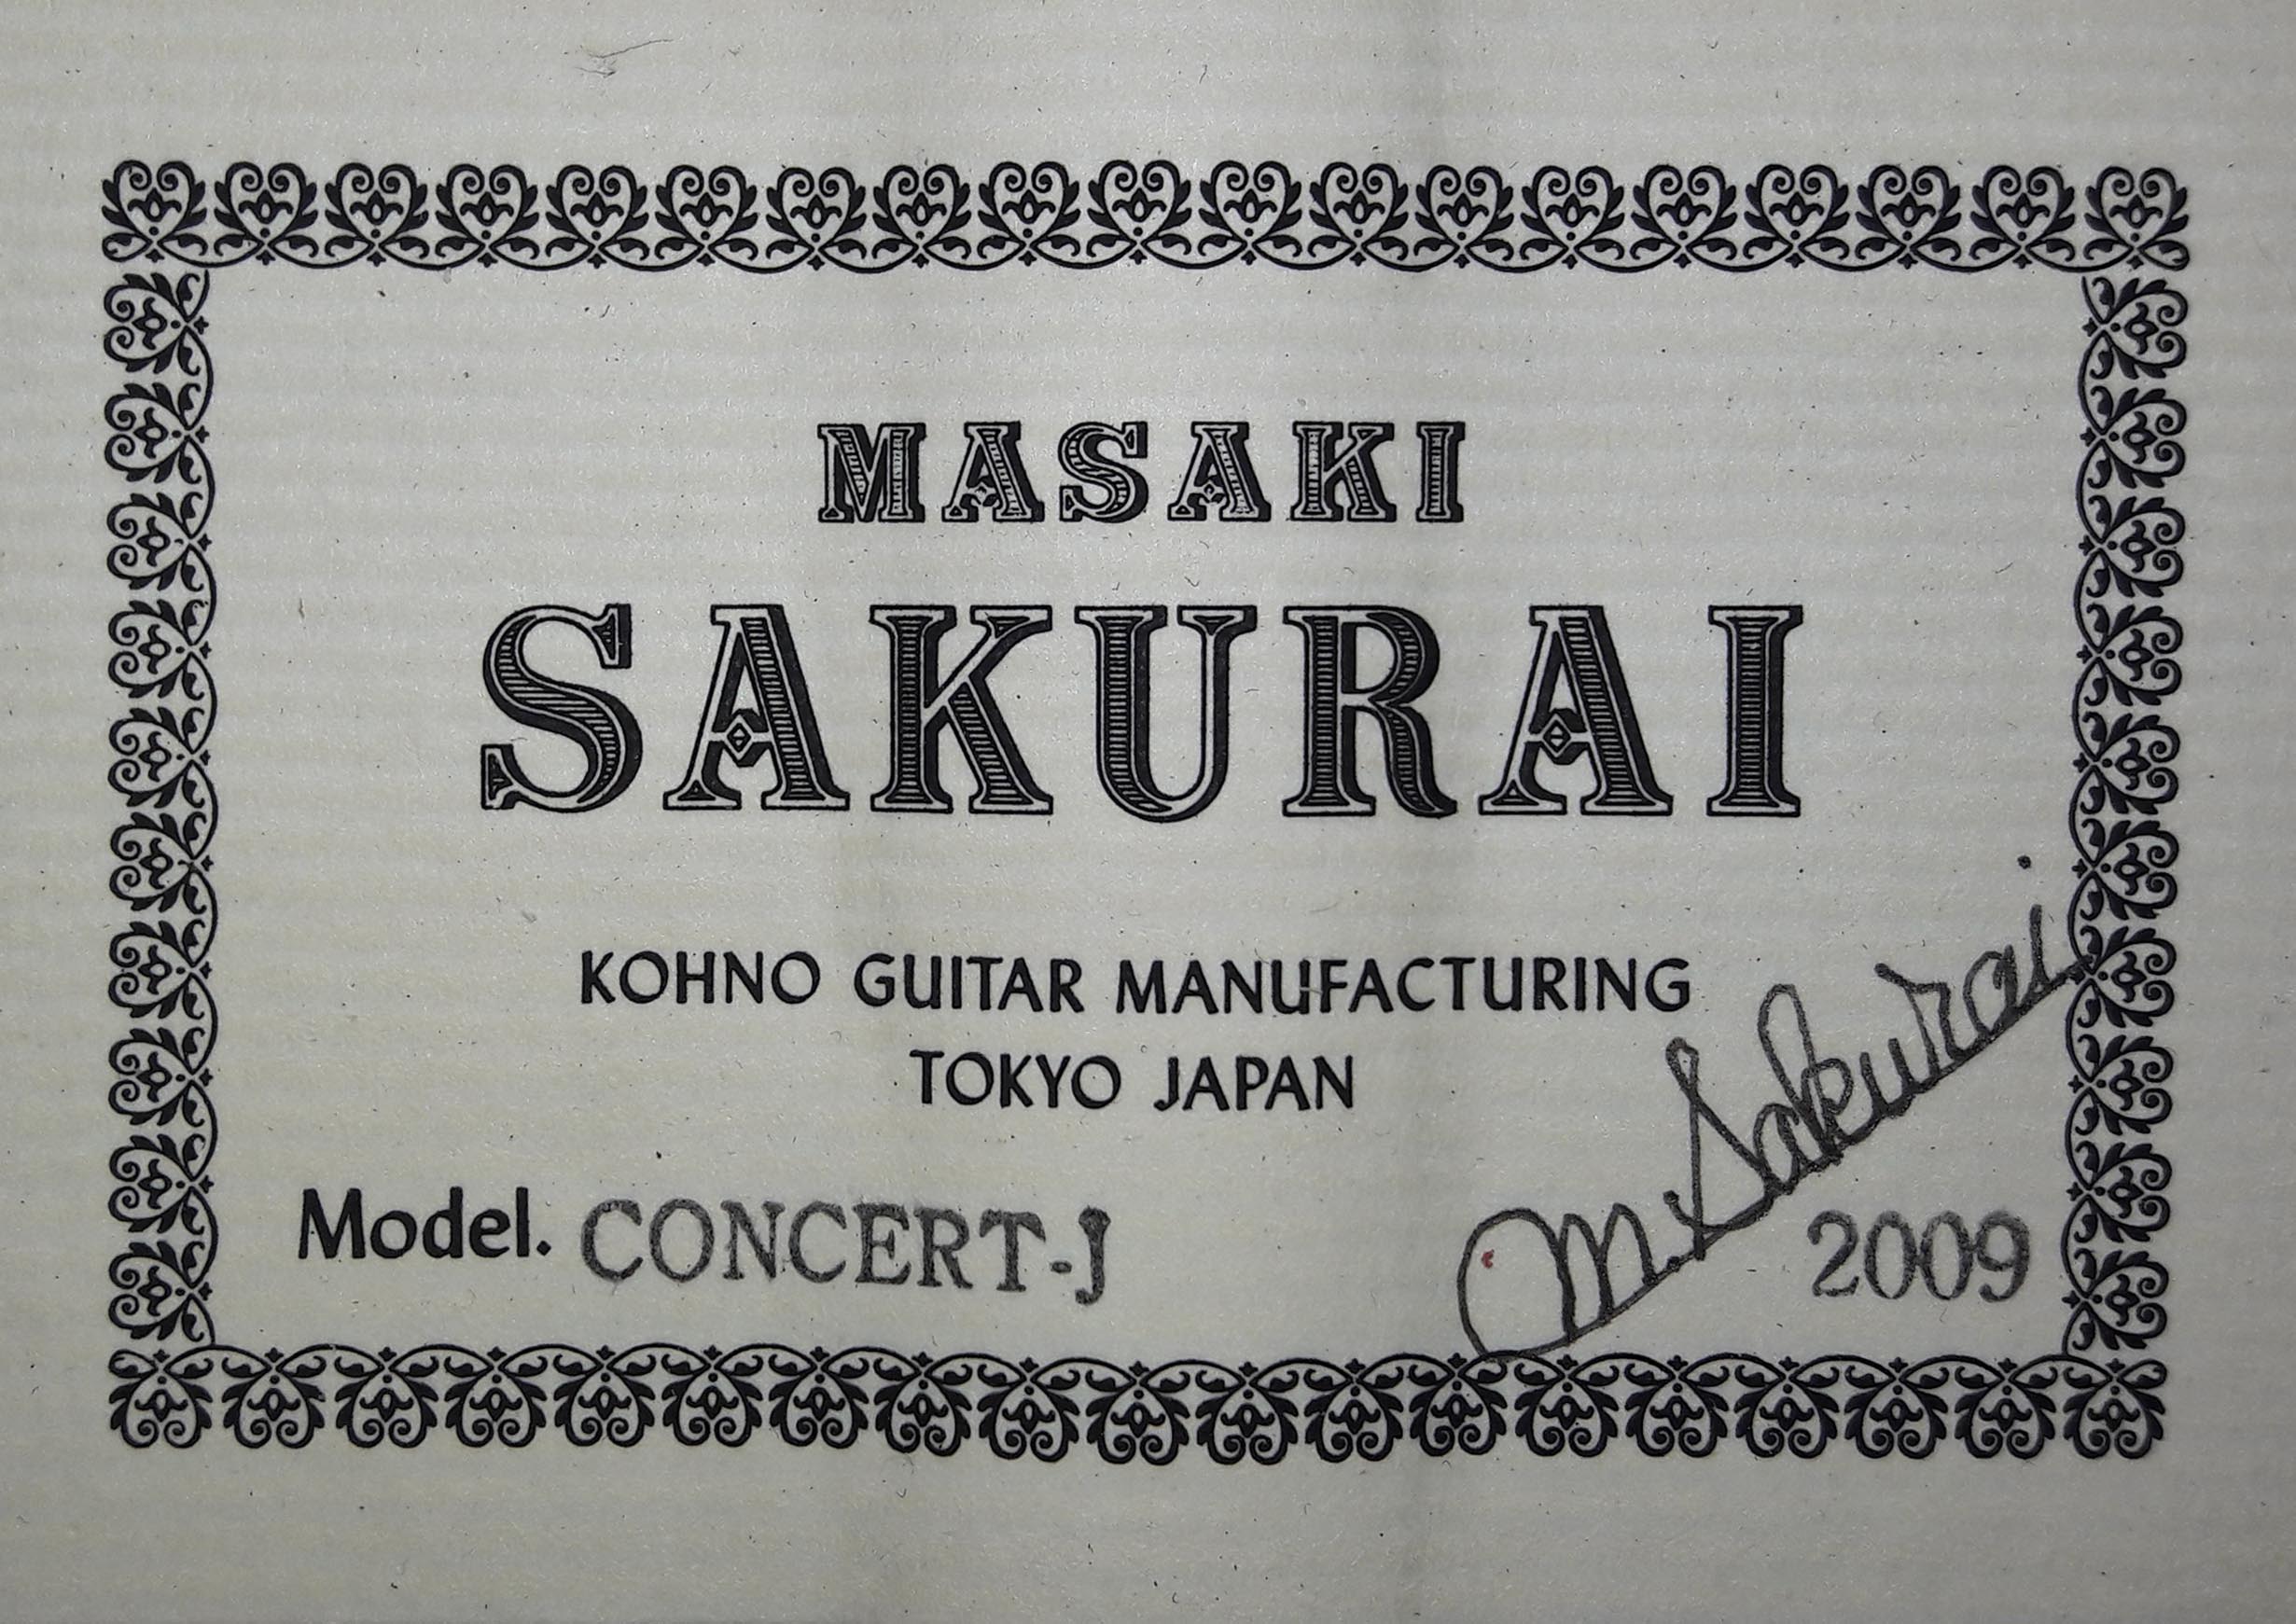 MASAKI
SAKURAI
KOHNO GUITAR MANUFACTURING
TOKYO JAPAN
M. Sakurai
Model. CONCERT-J 2009